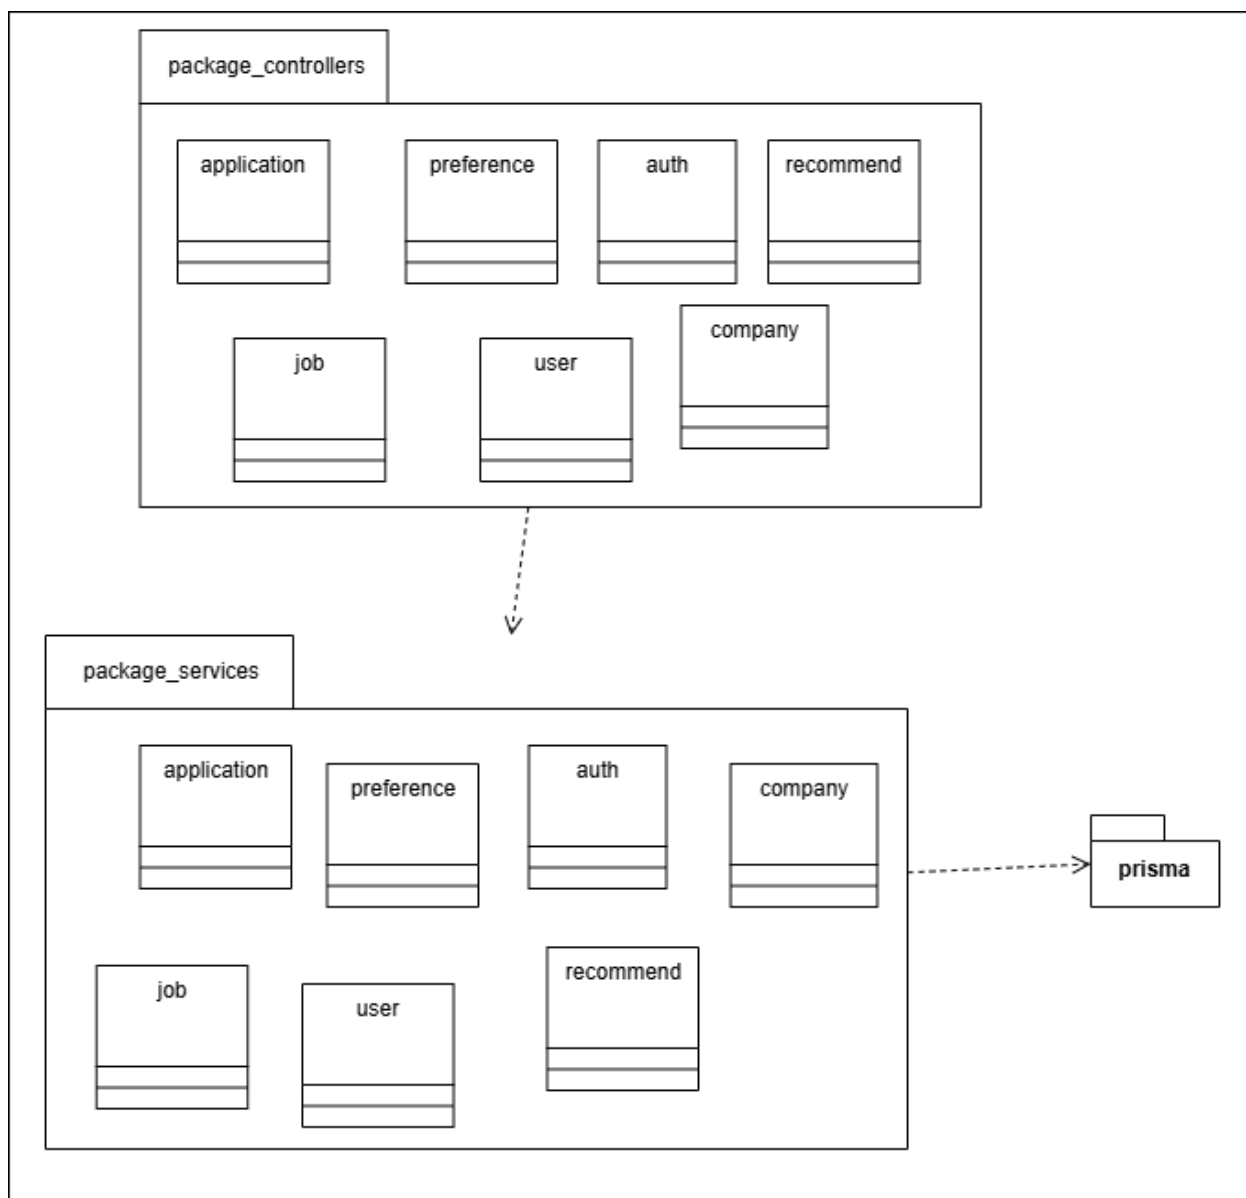 package_controllers
application
preference
auth
recommend
job
user
company
package_services
application
preference
auth
company
prisma
job
user
recommend